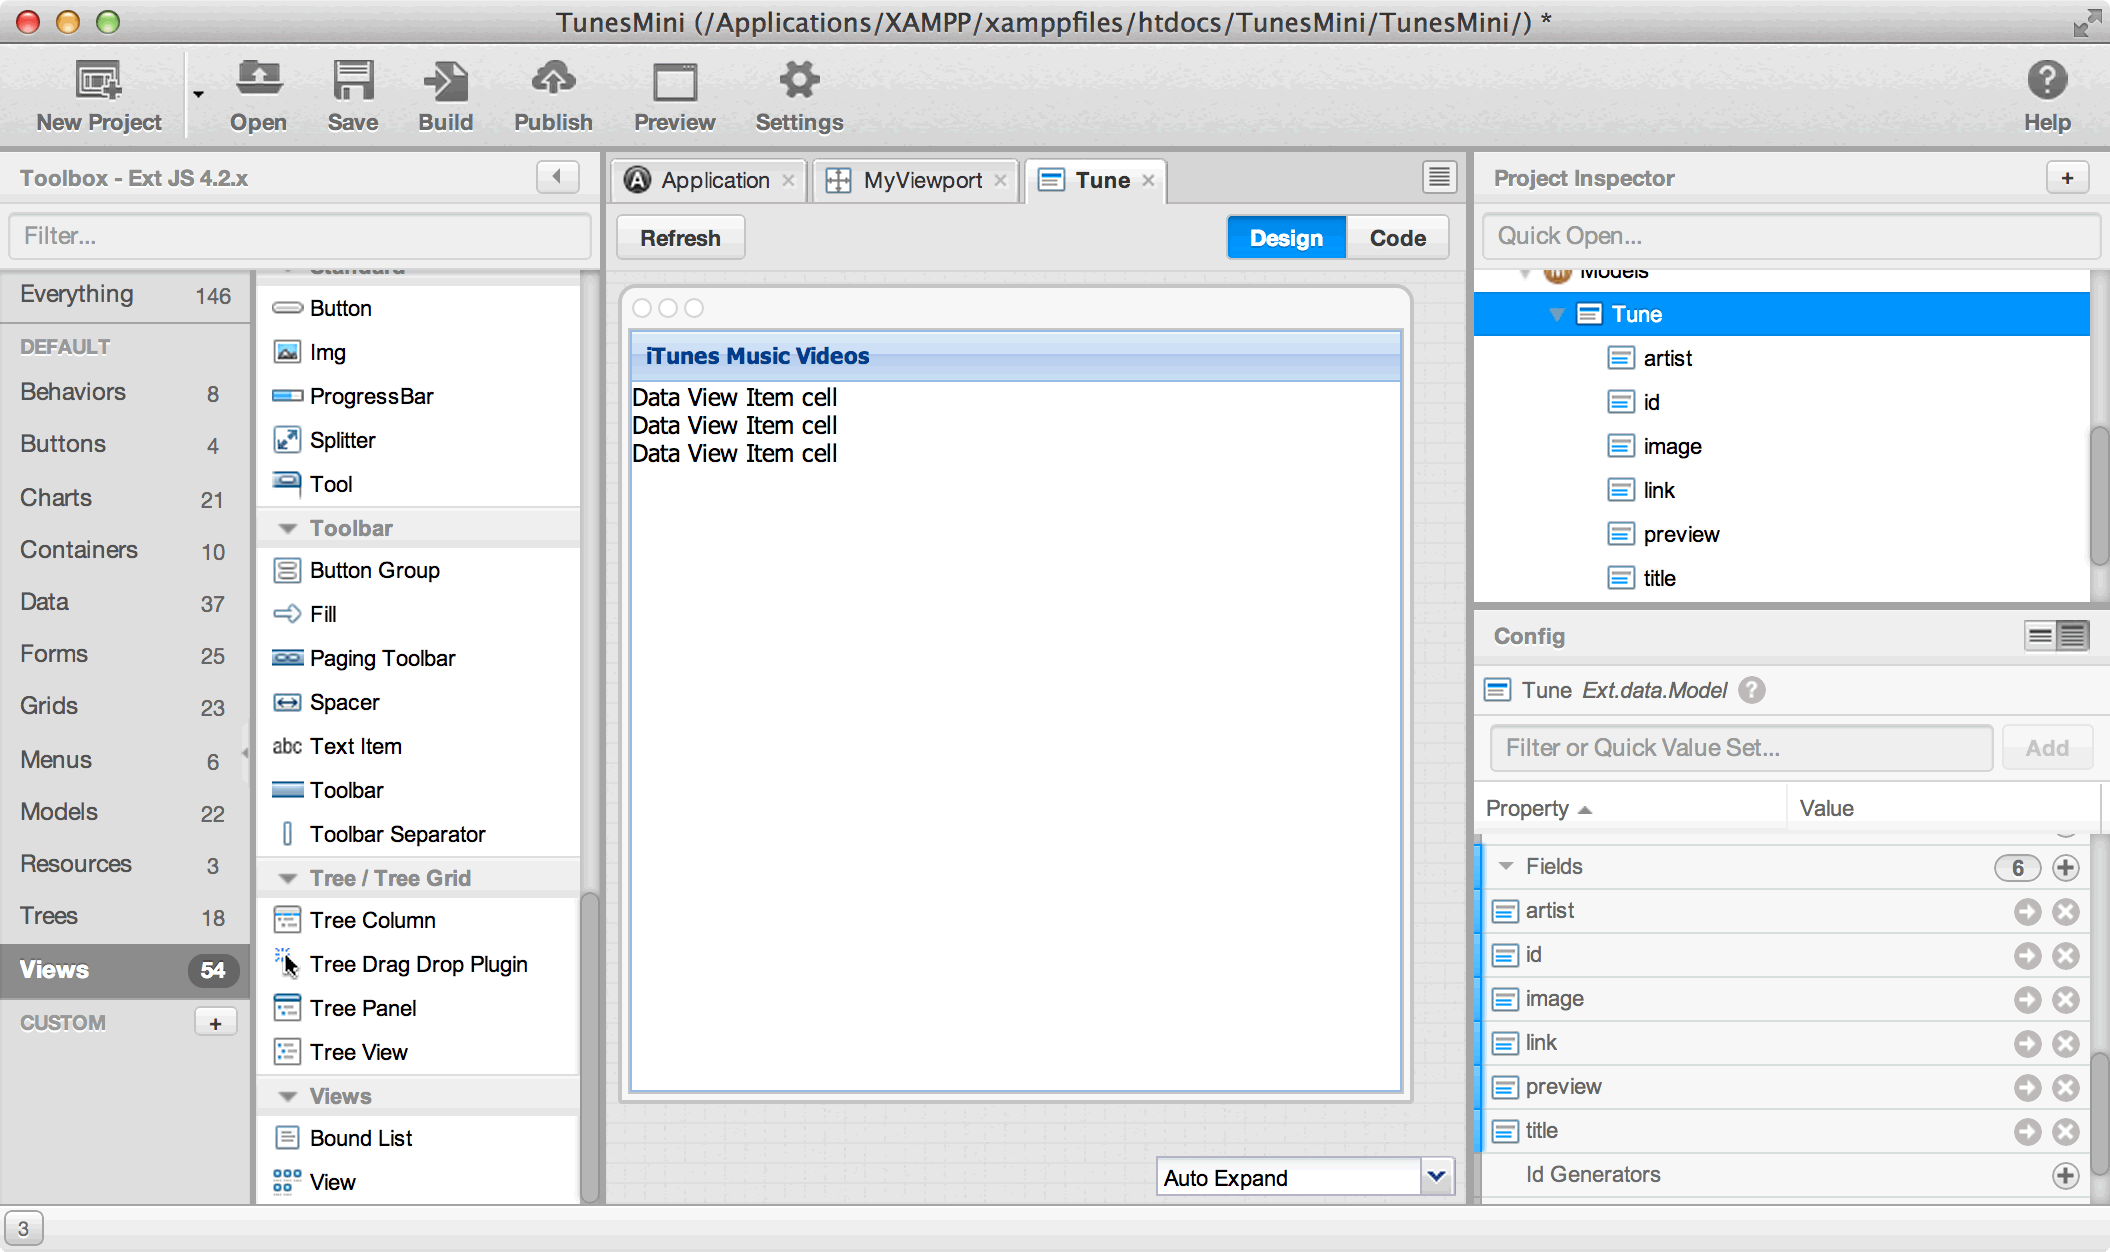 TunesMini (/Applications/XAMPP/xamppfiles/htdocs/TunesMini/TunesMini/) *
New Project
Open
Save
Build
Publish
Preview
Settings
Help
Toolbox - Ext JS 4.2.x
Filter...
Everything 146
DEFAULT
Behaviors 8
Buttons 4
Charts 21
Containers 10
Data 37
Forms 25
Grids 23
Menus 6
Models 22
Resources 3
Trees 18
Views 54
CUSTOM +
Standard
Button
Img
ProgressBar
Splitter
Tool
Toolbar
Button Group
Fill
Paging Toolbar
Spacer
abc Text Item
Toolbar
Toolbar Separator
Tree / Tree Grid
Tree Column
Tree Drag Drop Plugin
Tree Panel
Tree View
Views
Bound List
View
Application
MyViewport
Tune
Refresh
Design
Code
iTunes Music Videos
Data View Item cell
Data View Item cell
Data View Item cell
Auto Expand
Project Inspector
+
Quick Open...
Models
Tune
artist
id
image
link
preview
title
Config
Tune Ext.data.Model ?
Filter or Quick Value Set...
Add
Property
Value
Fields 6
artist
id
image
link
preview
title
Id Generators
3